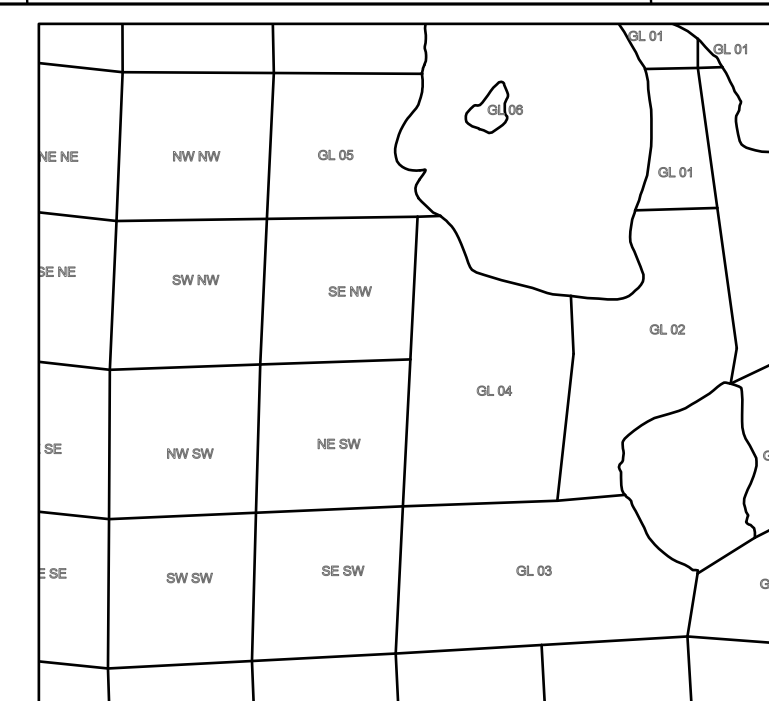 GL 01
GL 01
GL 06
NE NE
NW NW
GL 05
GL 01
SE NE
SW NW
SE NW
GL 02
GL 04
SE
NW SW
NE SW
G
E SE
SW SW
SE SW
GL 03
G